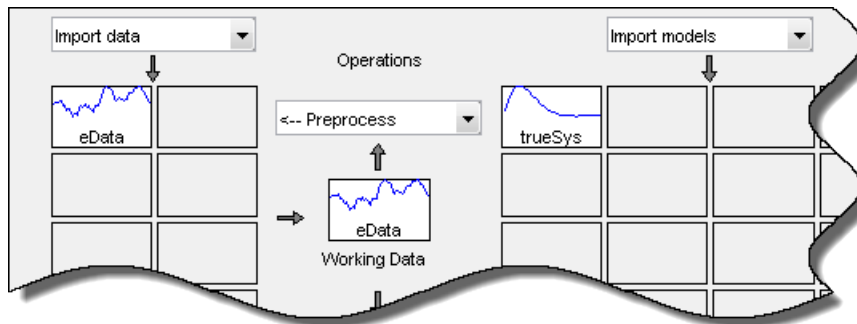 Import data
Import models
Operations
<-- Preprocess
eData
trueSys
eData
Working Data